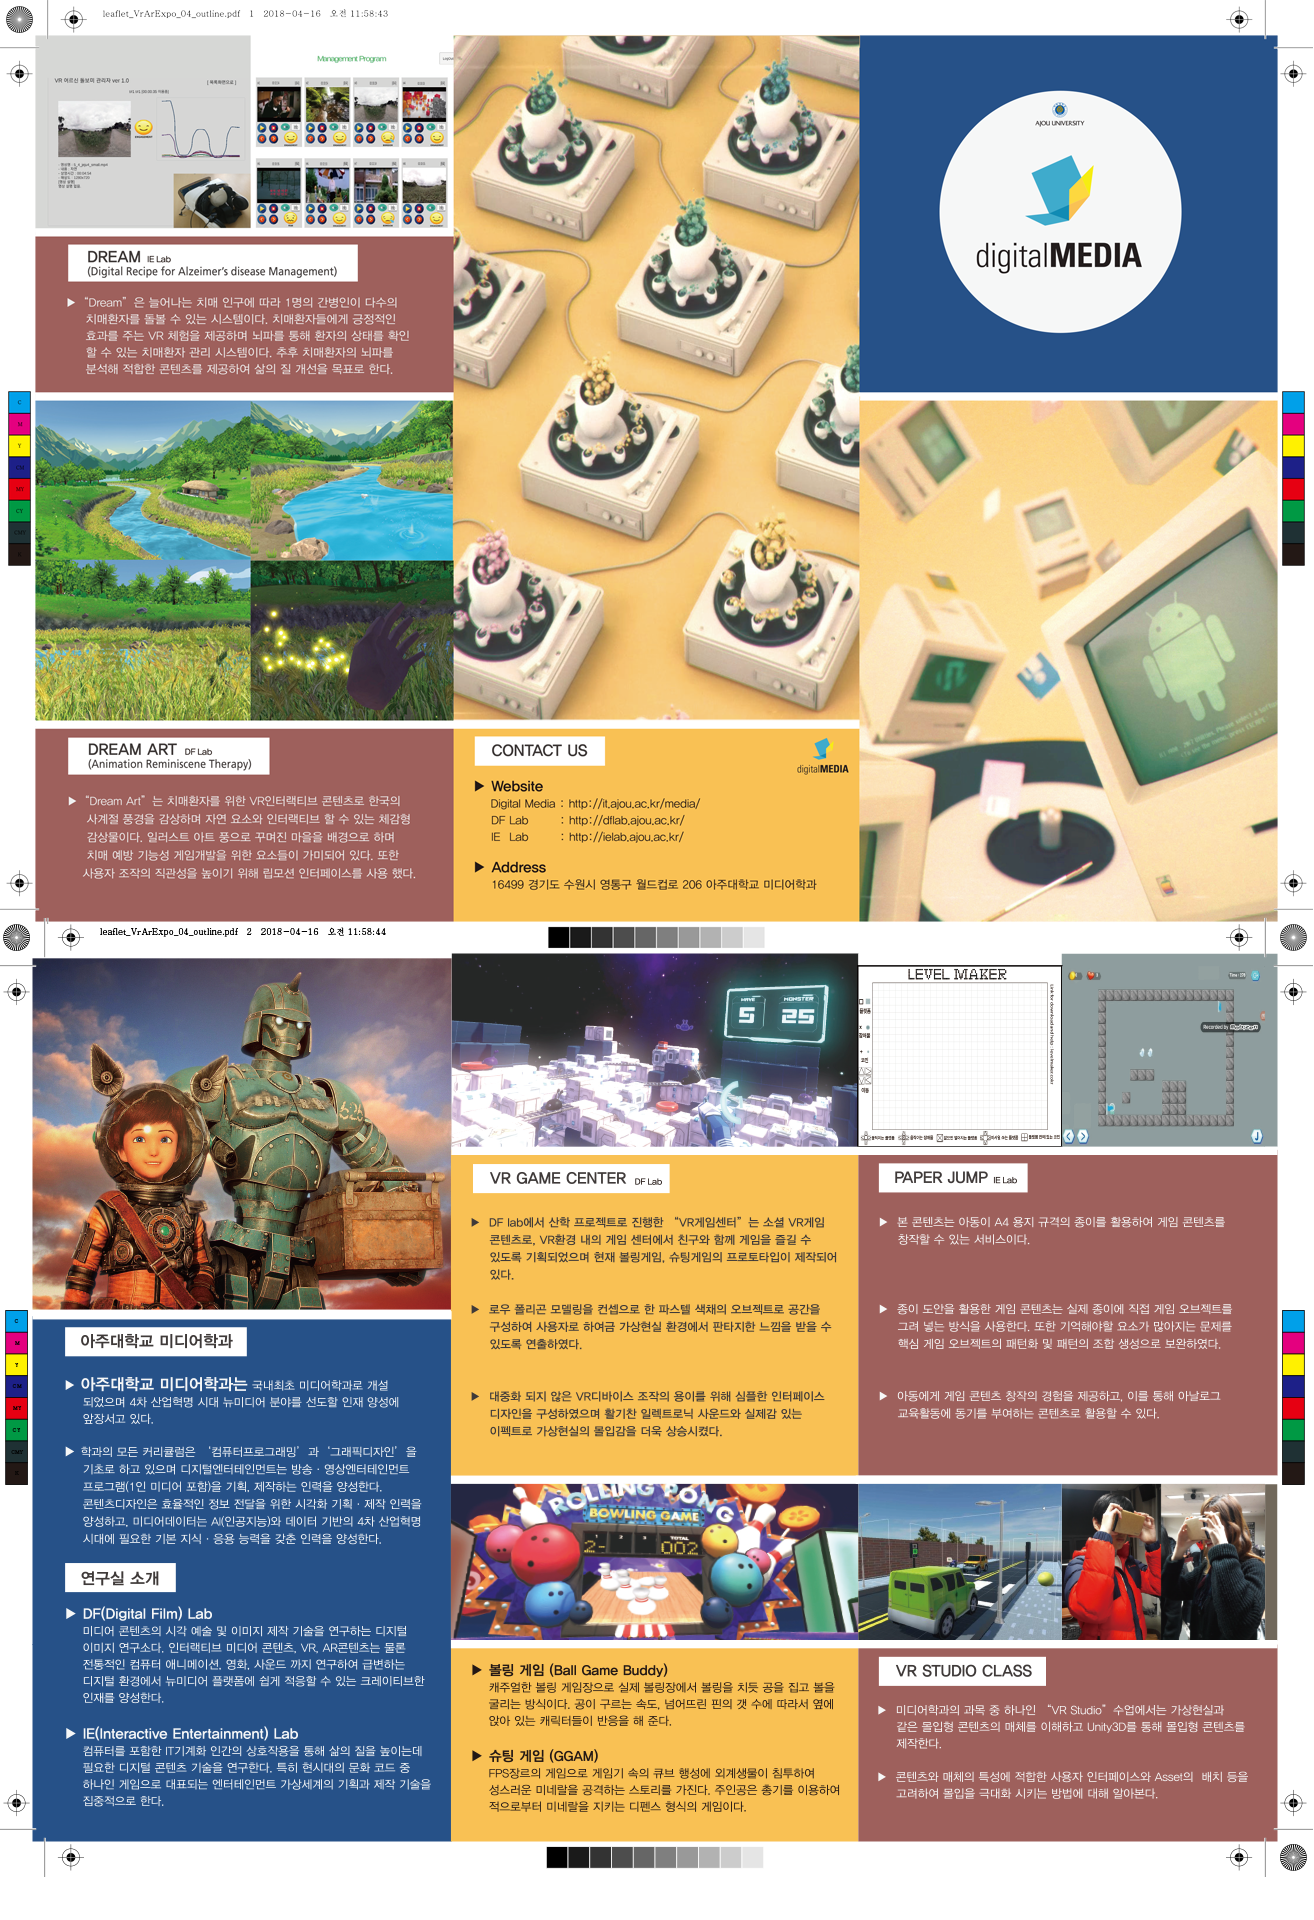 leaflet_VrArExpo_04_outline.pdf 1 2018-04-16 오전 11:58:43
VR 어르신 돌보미 관리자 ver 1.0
Management Program
DREAM IE Lab
(Digital Recipe for Alzeimer's disease Management)
▶ “Dream” 은 늘어나는 치매 인구에 따라 1명의 간병인이 다수의
치매환자를 돌볼 수 있는 시스템이다. 치매환자들에게 긍정적인
효과를 주는 VR 체험을 제공하며 뇌파를 통해 환자의 상태를 확인
할 수 있는 치매환자 관리 시스템이다. 추후 치매환자의 뇌파를
분석해 적합한 콘텐츠를 제공하여 삶의 질 개선을 목표로 한다.
DREAM ART DF Lab
(Animation Reminiscene Therapy)
▶ “Dream Art” 는 치매환자를 위한 VR인터랙티브 콘텐츠로 한국의
사계절 풍경을 감상하며 자연 요소와 인터랙티브 할 수 있는 체감형
감상물이다. 일러스트 아트 풍으로 꾸며진 마을을 배경으로 하며
치매 예방 기능성 게임개발을 위한 요소들이 가미되어 있다. 또한
사용자 조작의 직관성을 높이기 위해 립모션 인터페이스를 사용 했다.
CONTACT US
digitalMEDIA
▶ Website
Digital Media : http://it.ajou.ac.kr/media/
DF Lab : http://dflab.ajou.ac.kr/
IE Lab : http://ielab.ajou.ac.kr/
▶ Address
16499 경기도 수원시 영통구 월드컵로 206 아주대학교 미디어학과
AJOU UNIVERSITY
digitalMEDIA
C
M
Y
CM
MY
CY
CMY
leaflet_VrArExpo_04_outline.pdf 2 2018-04-16 오전 11:58:44
아주대학교 미디어학과
▶ 아주대학교 미디어학과는 국내최초 미디어학과로 개설
되었으며 4차 산업혁명 시대 뉴미디어 분야를 선도할 인재 양성에
앞장서고 있다.
▶ 학과의 모든 커리큘럼은 ‘컴퓨터프로그래밍’ 과 ‘그래픽디자인’ 을
기초로 하고 있으며 디지털엔터테인먼트는 방송 · 영상엔터테인먼트
프로그램(1인 미디어 포함)을 기획, 제작하는 인력을 양성한다.
콘텐츠디자인은 효율적인 정보 전달을 위한 시각화 기획 · 제작 인력을
양성하고, 미디어데이터는 AI(인공지능)와 데이터 기반의 4차 산업혁명
시대에 필요한 기본 지식 · 응용 능력을 갖춘 인력을 양성한다.
연구실 소개
▶ DF(Digital Film) Lab
미디어 콘텐츠의 시각 예술 및 이미지 제작 기술을 연구하는 디지털
이미지 연구소다. 인터랙티브 미디어 콘텐츠, VR, AR콘텐츠는 물론
전통적인 컴퓨터 애니메이션, 영화, 사운드 까지 연구하여 급변하는
디지털 환경에서 뉴미디어 플랫폼에 쉽게 적응할 수 있는 크레이티브한
인재를 양성한다.
▶ IE(Interactive Entertainment) Lab
컴퓨터를 포함한 IT기계화 인간의 상호작용을 통해 삶의 질을 높이는데
필요한 디지털 콘텐츠 기술을 연구한다. 특히 현시대의 문화 코드 중
하나인 게임으로 대표되는 엔터테인먼트 가상세계의 기획과 제작 기술을
집중적으로 한다.
WAVE MONSTER
5 25
VR GAME CENTER DF Lab
▶ DF lab에서 산학 프로젝트로 진행한 “VR게임센터” 는 소셜 VR게임
콘텐츠로, VR환경 내의 게임 센터에서 친구와 함께 게임을 즐길 수
있도록 기획되었으며 현재 볼링게임, 슈팅게임의 프로토타입이 제작되어
있다.
▶ 로우 폴리곤 모델링을 컨셉으로 한 파스텔 색채의 오브젝트로 공간을
구성하여 사용자로 하여금 가상현실 환경에서 판타지한 느낌을 받을 수
있도록 연출하였다.
▶ 대중화 되지 않은 VR디바이스 조작의 용이를 위해 심플한 인터페이스
디자인을 구성하였으며 활기찬 일렉트로닉 사운드와 실제감 있는
이펙트로 가상현실의 몰입감을 더욱 상승시켰다.
ROLLING PONG
BOWLING GAME
1 2 3 TOTAL
2- 002
▶ 볼링 게임 (Ball Game Buddy)
캐주얼한 볼링 게임장으로 실제 볼링장에서 볼링을 치듯 공을 집고 볼을
굴리는 방식이다. 공이 구르는 속도, 넘어뜨린 핀의 갯 수에 따라서 옆에
앉아 있는 캐릭터들이 반응을 해 준다.
▶ 슈팅 게임 (GGAM)
FPS장르의 게임으로 게임기 속의 큐브 행성에 외계생물이 침투하여
성스러운 미네랄을 공격하는 스토리를 가진다. 주인공은 총기를 이용하여
적으로부터 미네랄을 지키는 디펜스 형식의 게임이다.
LEVEL MAKER
Recorded by
PAPER JUMP IE Lab
▶ 본 콘텐츠는 아동이 A4 용지 규격의 종이를 활용하여 게임 콘텐츠를
창작할 수 있는 서비스이다.
▶ 종이 도안을 활용한 게임 콘텐츠는 실제 종이에 직접 게임 오브젝트를
그려 넣는 방식을 사용한다. 또한 기억해야할 요소가 많아지는 문제를
핵심 게임 오브젝트의 패턴화 및 패턴의 조합 생성으로 보완하였다.
▶ 아동에게 게임 콘텐츠 창작의 경험을 제공하고, 이를 통해 아날로그
교육활동에 동기를 부여하는 콘텐츠로 활용할 수 있다.
VR STUDIO CLASS
▶ 미디어학과의 과목 중 하나인 “VR Studio” 수업에서는 가상현실과
같은 몰입형 콘텐츠의 매체를 이해하고 Unity3D를 통해 몰입형 콘텐츠를
제작한다.
▶ 콘텐츠와 매체의 특성에 적합한 사용자 인터페이스와 Asset의 배치 등을
고려하여 몰입을 극대화 시키는 방법에 대해 알아본다.